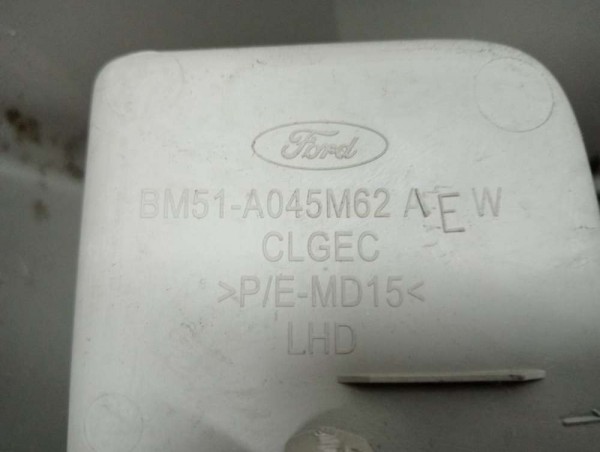 Ford
BM51-A045M62 A E W
CLGEC
>P/E-MD15<
LHD